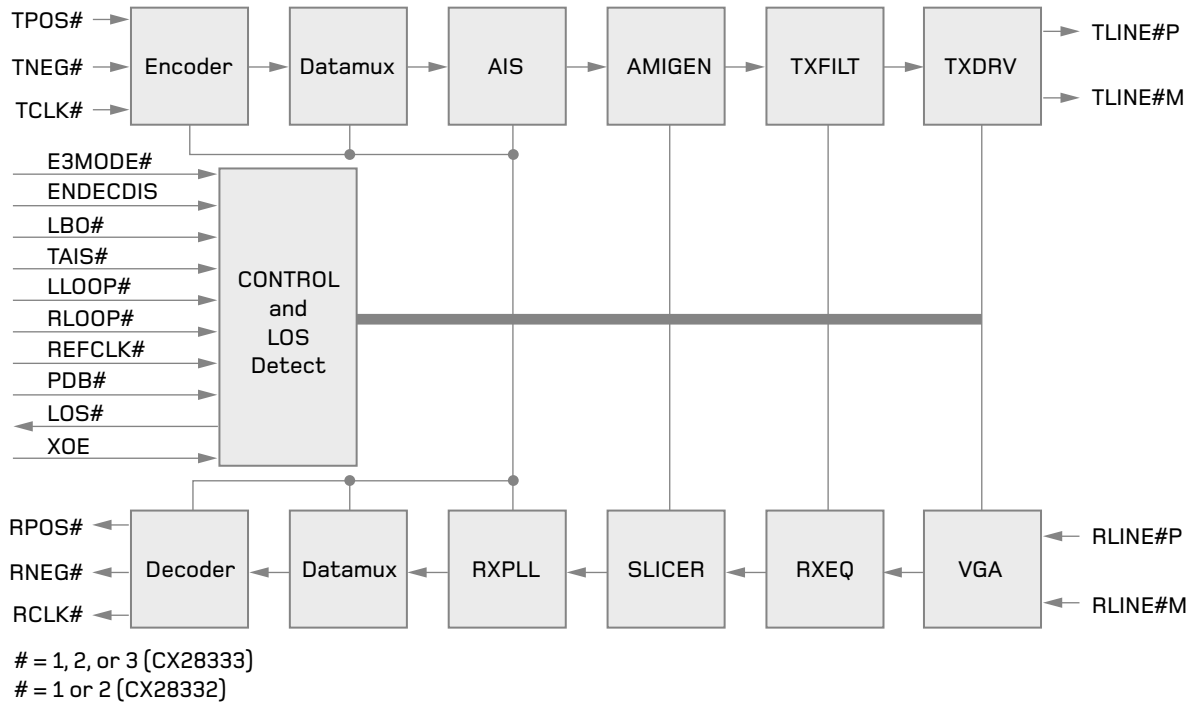 TPOS#
TNEG#
TCLK#
Encoder
Datamux
AIS
AMIGEN
TXFILT
TXDRV
TLINE#P
TLINE#M
E3MODE#
ENDECDIS
LBO#
TAIS#
LLOOP#
RLOOP#
REFCLK#
PDB#
LOS#
XOE
CONTROL
and
LOS
Detect
RPOS#
RNEG#
RCLK#
Decoder
Datamux
RXPLL
SLICER
RXEQ
VGA
RLINE#P
RLINE#M
# = 1, 2, or 3 (CX28333)
# = 1 or 2 (CX28332)